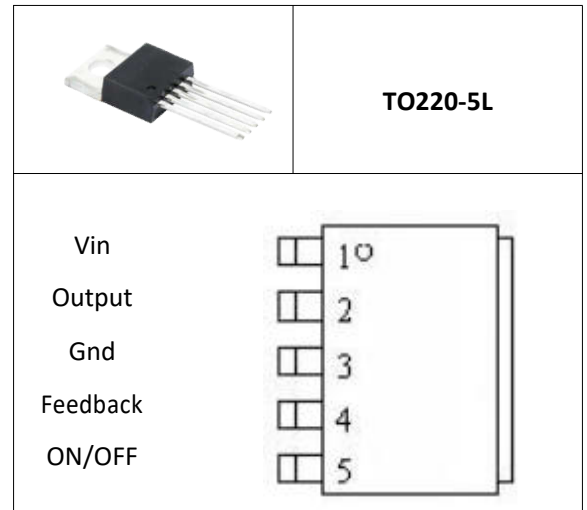 TO220-5L
Vin
1
Output
2
Gnd
3
Feedback
4
ON/OFF
5